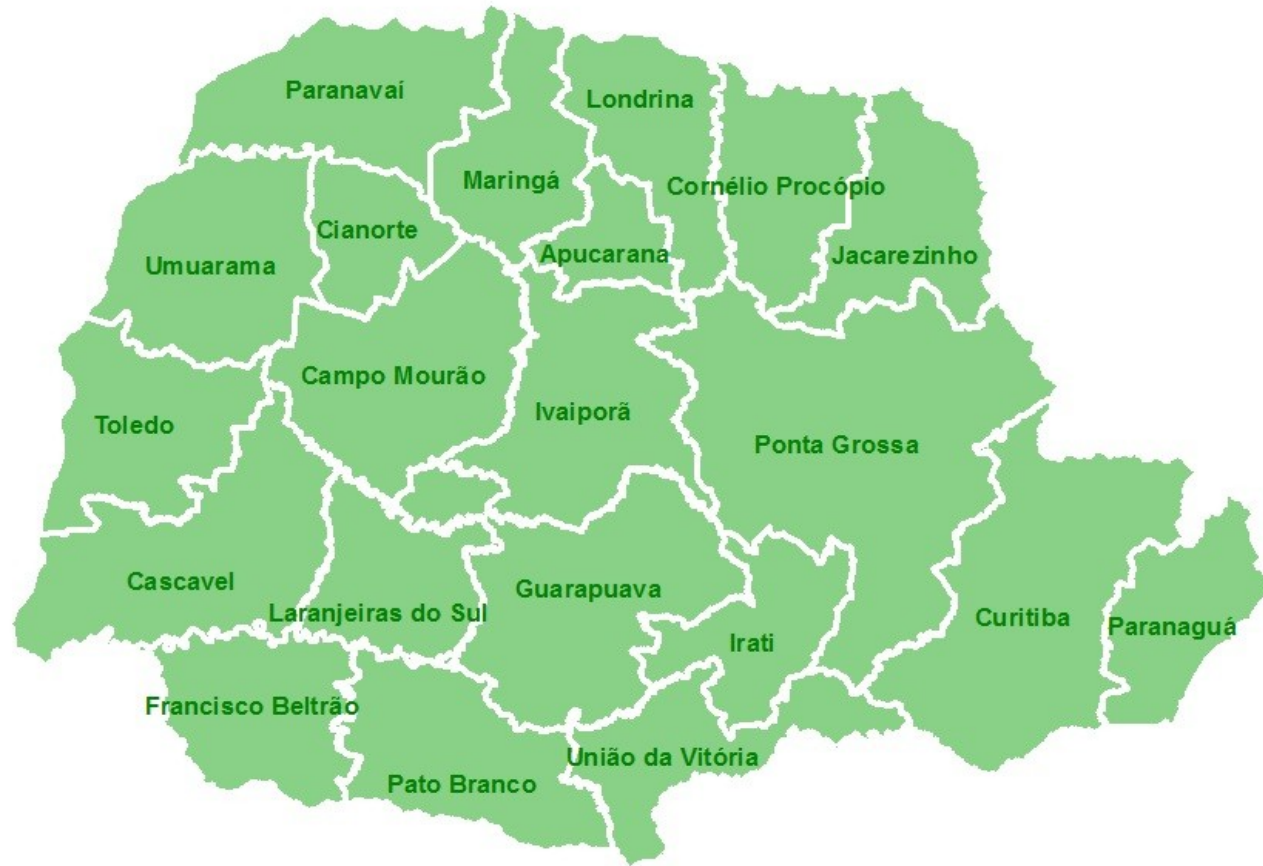 Paranavaí
Londrina
Maringá
Cornélio Procópio
Cianorte
Apucarana
Jacarezinho
Umuarama
Campo Mourão
Ivaiporã
Toledo
Ponta Grossa
Cascavel
Guarapuava
Laranjeiras do Sul
Curitiba
Paranaguá
Irati
Francisco Beltrão
União da Vitória
Pato Branco